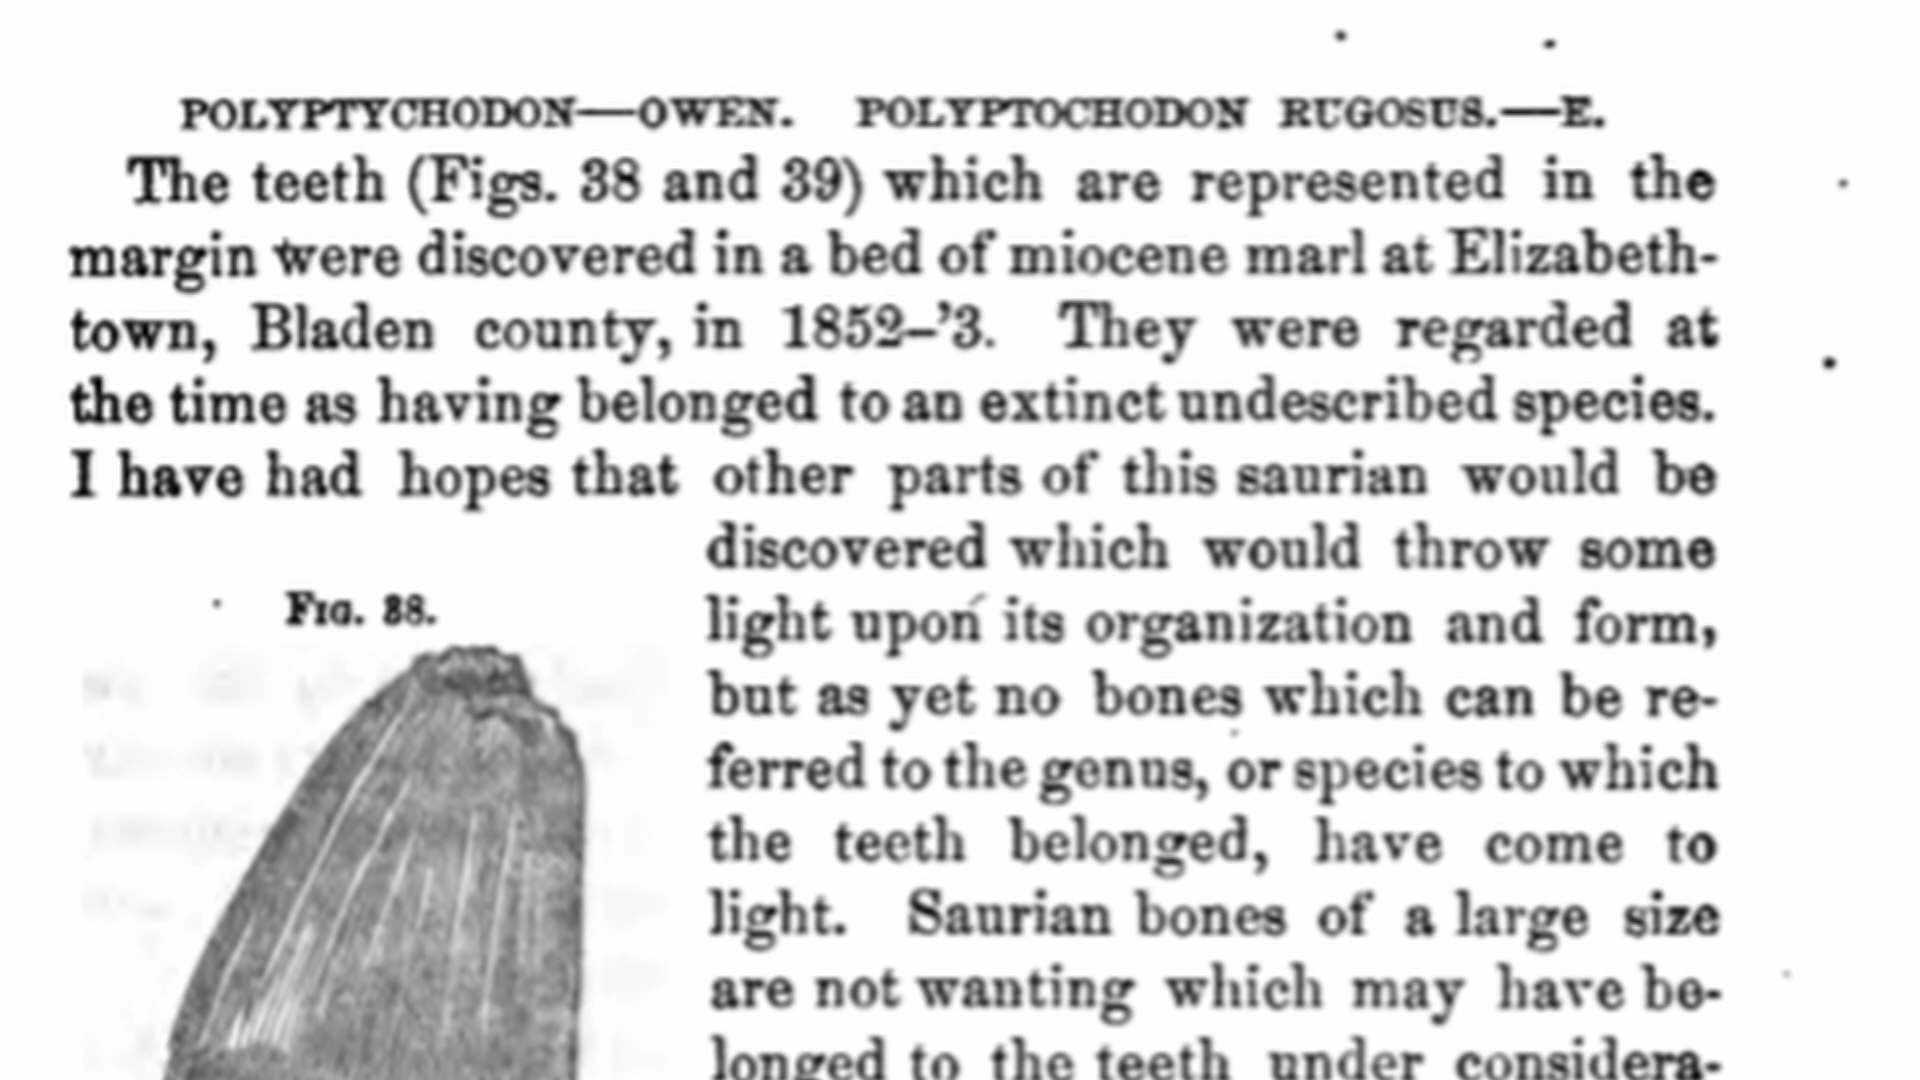 POLYPTYCHODON—OWEN. POLYPTOCHODON RUGOSUS.—E.
The teeth (Figs. 38 and 39) which are represented in the
margin were discovered in a bed of miocene marl at Elizabeth-
town, Bladen county, in 1852–’3. They were regarded at
the time as having belonged to an extinct undescribed species.
I have had hopes that other parts of this saurian would be
discovered which would throw some
Fig. 38.
light upon its organization and form,
but as yet no bones which can be re-
ferred to the genus, or species to which
the teeth belonged, have come to
light. Saurian bones of a large size
are not wanting which may have be-
longed to the teeth under considera-